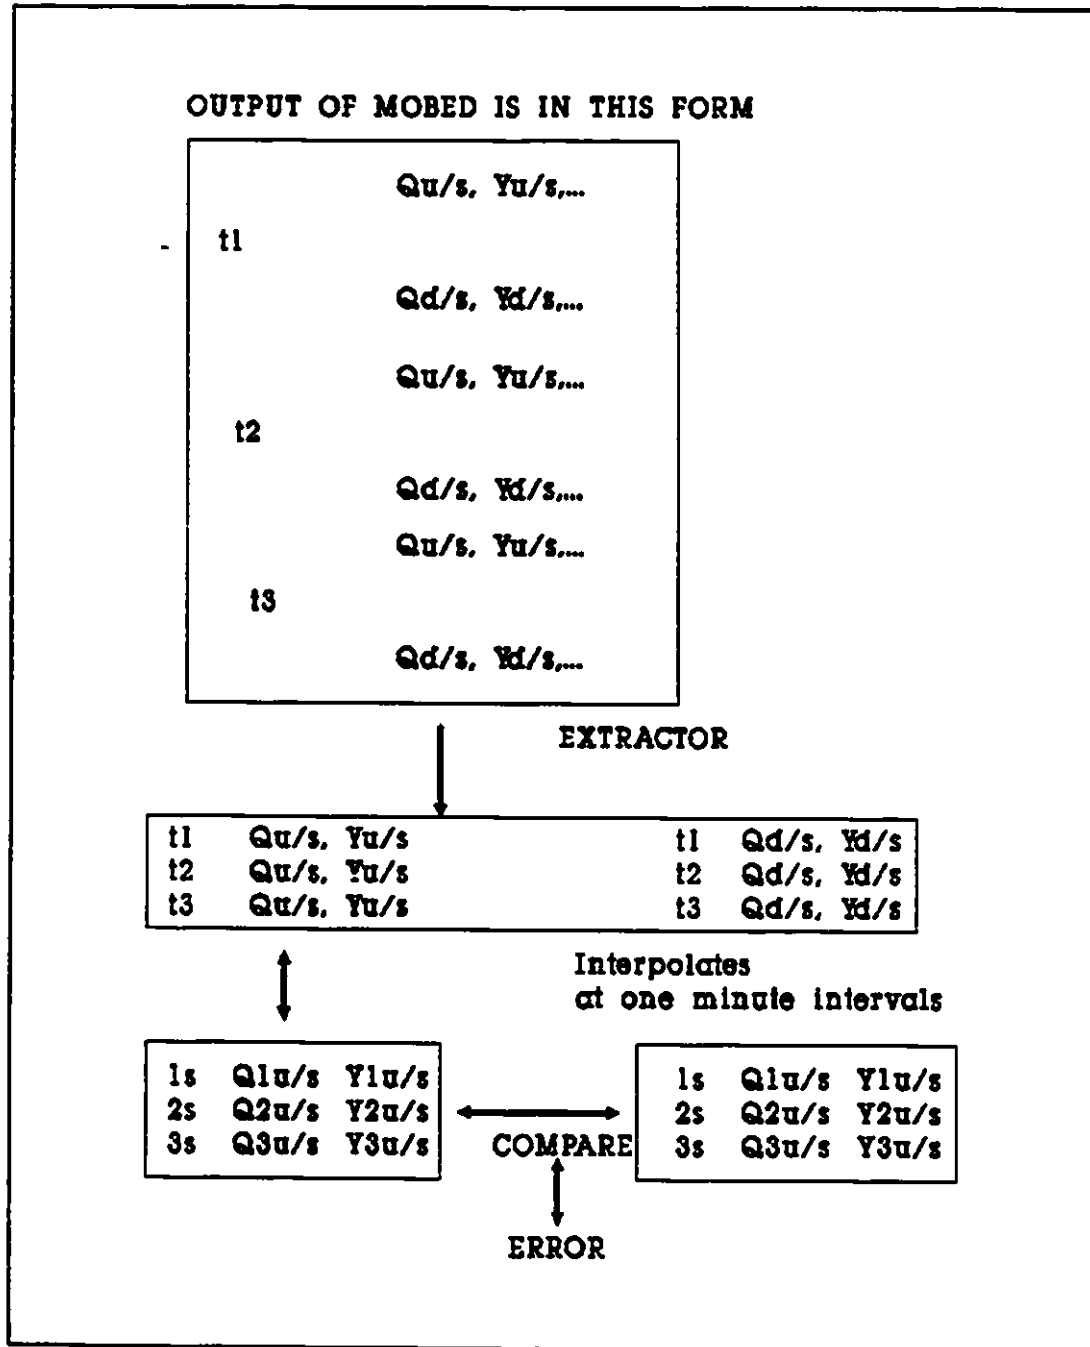 OUTPUT OF MOBED IS IN THIS FORM
Qu/s, Yu/s,...
t1
Qd/s, Yd/s,...
Qu/s, Yu/s,...
t2
Qd/s, Yd/s,...
Qu/s, Yu/s,...
t3
Qd/s, Yd/s,...
EXTRACTOR
t1 Qu/s, Yu/s t1 Qd/s, Yd/s
t2 Qu/s, Yu/s t2 Qd/s, Yd/s
t3 Qu/s, Yu/s t3 Qd/s, Yd/s
Interpolates
at one minute intervals
1s Q1u/s Y1u/s 1s Q1u/s Y1u/s
2s Q2u/s Y2u/s 2s Q2u/s Y2u/s
3s Q3u/s Y3u/s 3s Q3u/s Y3u/s
COMPARE
ERROR